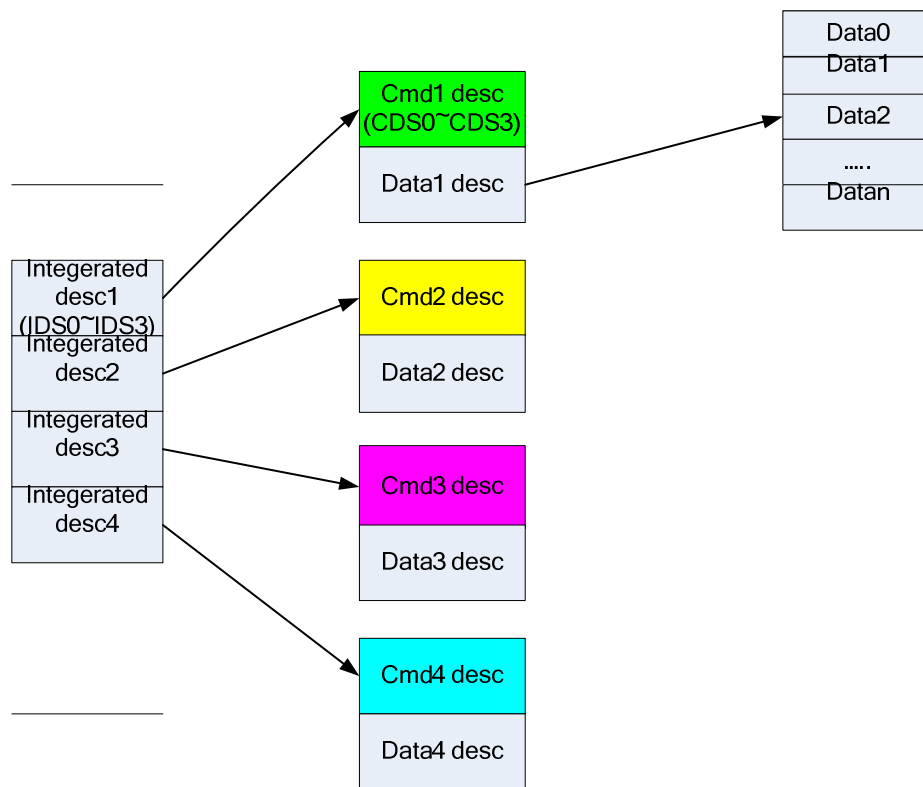 Integerated
desc1
(IDS0~IDS3)
Integerated
desc2
Integerated
desc3
Integerated
desc4
Cmd1 desc
(CDS0~CDS3)
Data1 desc
Cmd2 desc
Data2 desc
Cmd3 desc
Data3 desc
Cmd4 desc
Data4 desc
Data0
Data1
Data2
.....
Datan